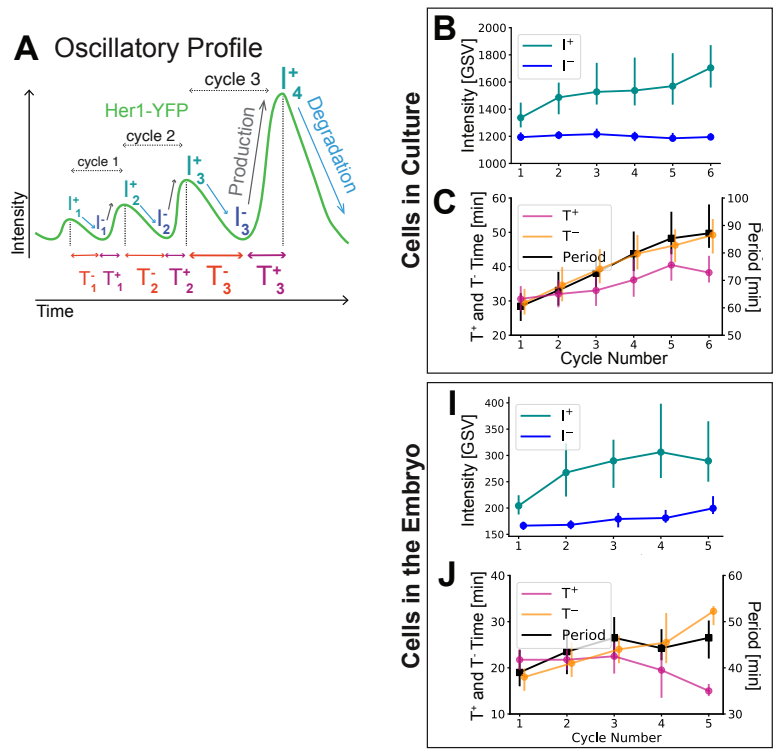 A Oscillatory Profile
cycle 3
I⁺₄
Her1-YFP
cycle 2
cycle 1
I⁺₃
I⁺₂
I⁺₁
I⁻₁
I⁻₂
I⁻₃
Production
Degradation
Intensity
T⁻₁ T⁺₁ T⁻₂ T⁺₂ T⁻₃ T⁺₃
Time
Cells in Culture
B
I⁺
I⁻
Intensity [GSV]
2000
1800
1600
1400
1200
1000
1 2 3 4 5 6
C
T⁺
T⁻
Period
T⁺ and T⁻ Time [min]
60
50
40
30
20
Period [min]
100
90
80
70
60
50
1 2 3 4 5 6
Cycle Number
Cells in the Embryo
I
I⁺
I⁻
Intensity [GSV]
400
350
300
250
200
150
1 2 3 4 5
J
T⁺
T⁻
Period
T⁺ and T⁻ Time [min]
40
30
20
10
Period [min]
60
50
40
30
1 2 3 4 5
Cycle Number